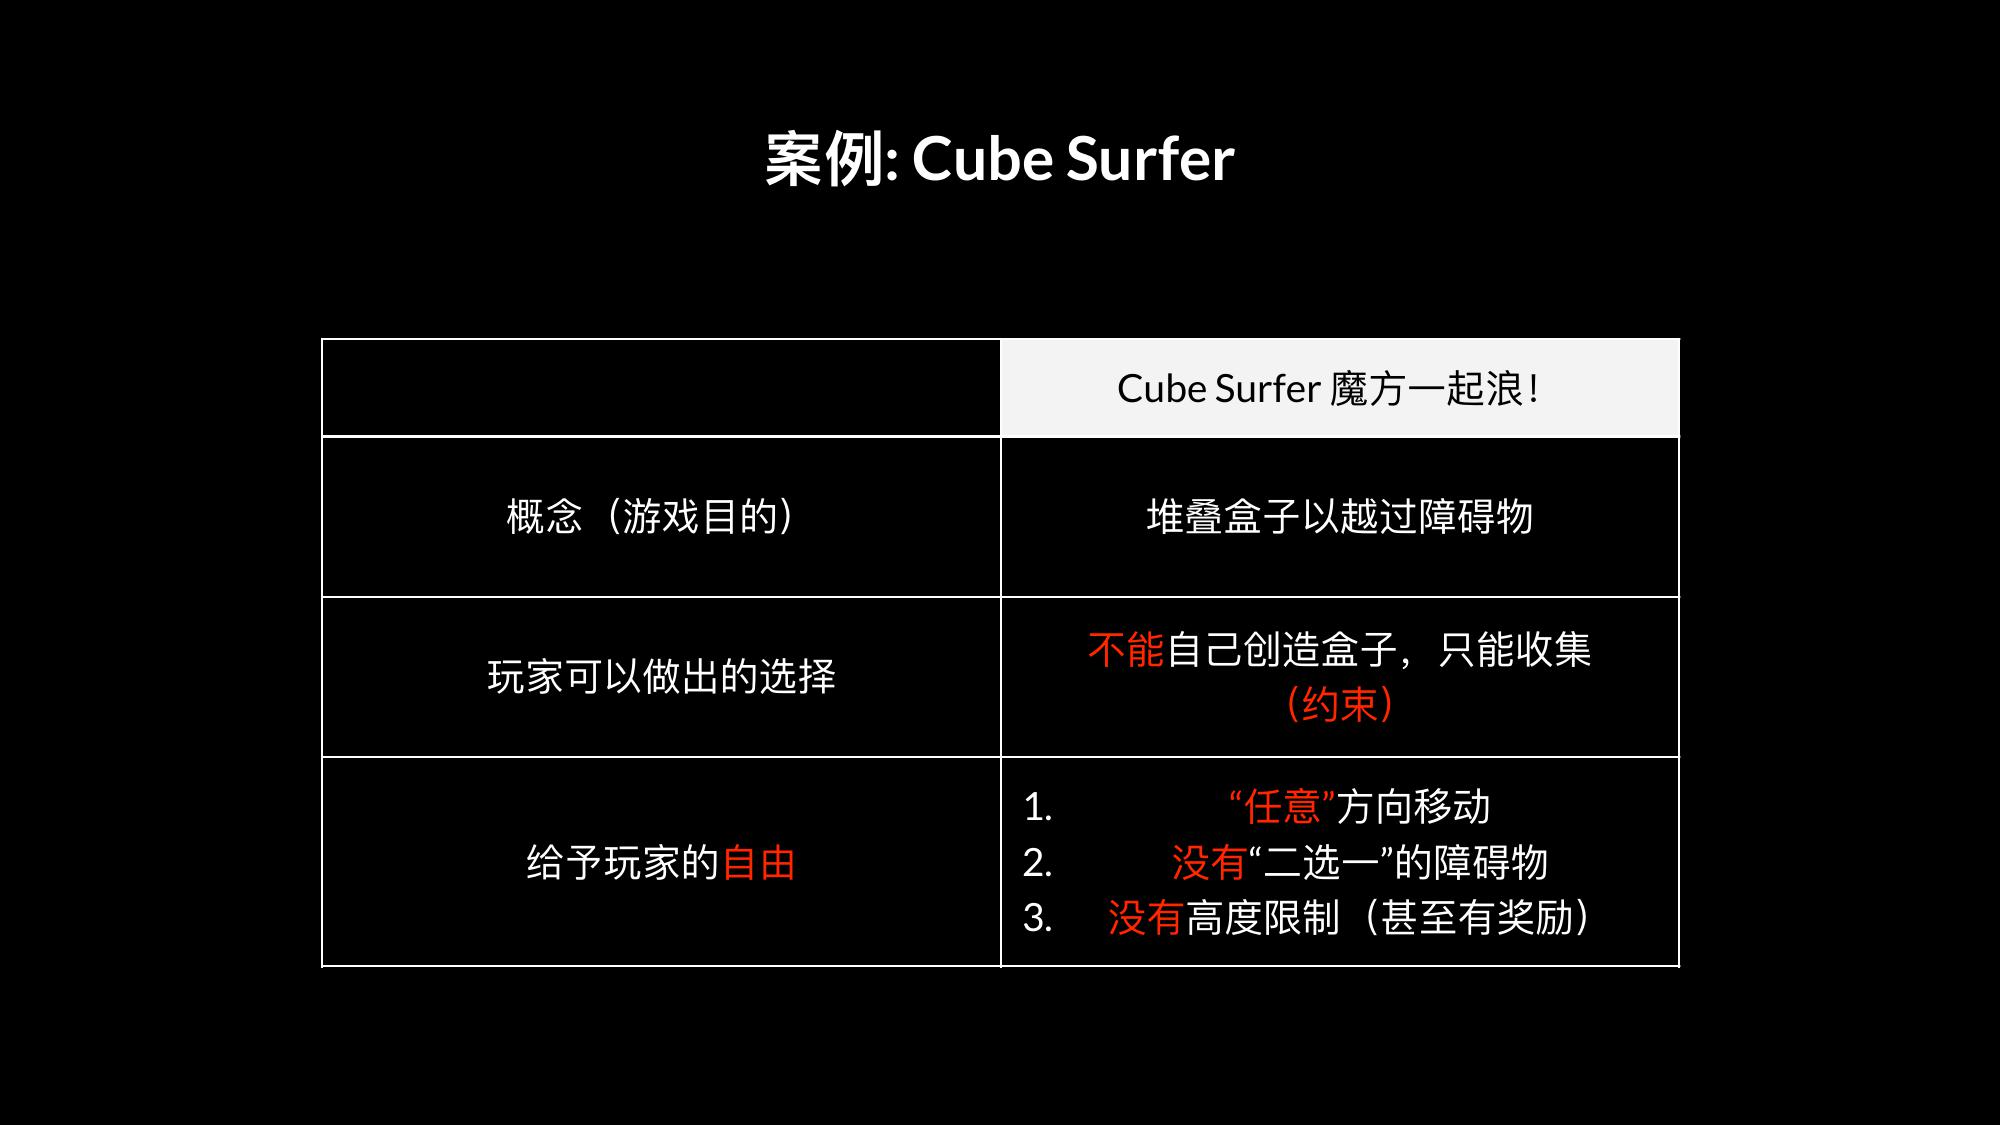 案例: Cube Surfer
Cube Surfer 魔方一起浪！
概念（游戏目的）
堆叠盒子以越过障碍物
玩家可以做出的选择
不能自己创造盒子，只能收集
（约束）
给予玩家的自由
1. “任意”方向移动
2. 没有“二选一”的障碍物
3. 没有高度限制（甚至有奖励）